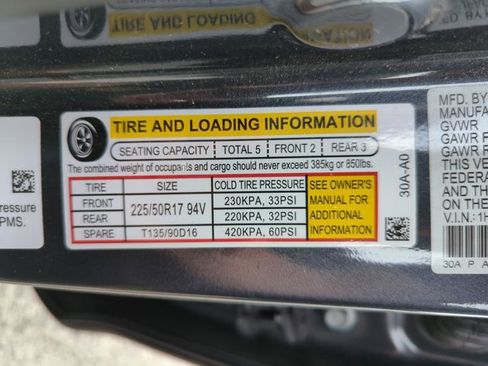 TIRE AND LOADING INFORMATION
SEATING CAPACITY TOTAL 5 FRONT 2 REAR 3
The combined weight of occupants and cargo should never exceed 385kg or 850lbs.
TIRE SIZE COLD TIRE PRESSURE SEE OWNER'S MANUAL FOR ADDITIONAL INFORMATION
FRONT 225/50R17 94V 230KPA, 33PSI
REAR 220KPA, 32PSI
SPARE T135/90D16 420KPA, 60PSI
30A-A0
ressure
PMS.
MFD. BY
MANUFA
GVWR
GAWR F
GAWR R
THIS VE
FEDERA
AND TH
ON THE
V.I.N.: 1H
30A P A